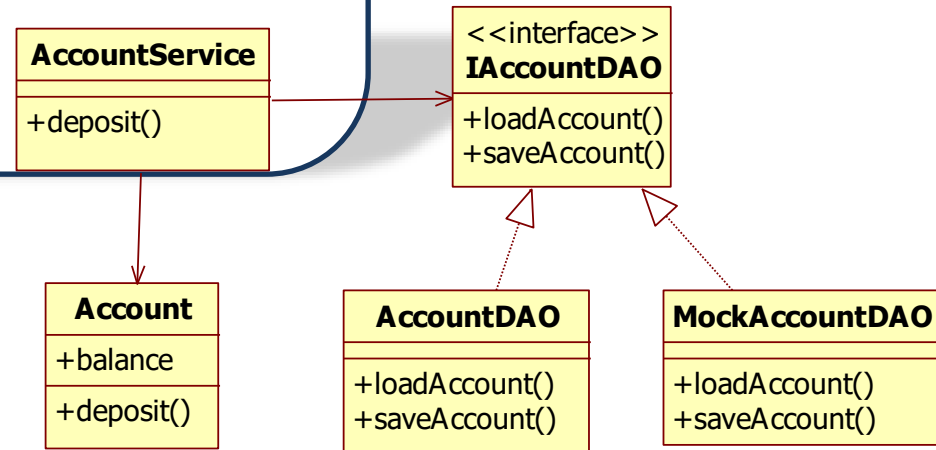 AccountService
+deposit()
<<interface>>
IAccountDAO
+loadAccount()
+saveAccount()
Account
+balance
+deposit()
AccountDAO
+loadAccount()
+saveAccount()
MockAccountDAO
+loadAccount()
+saveAccount()